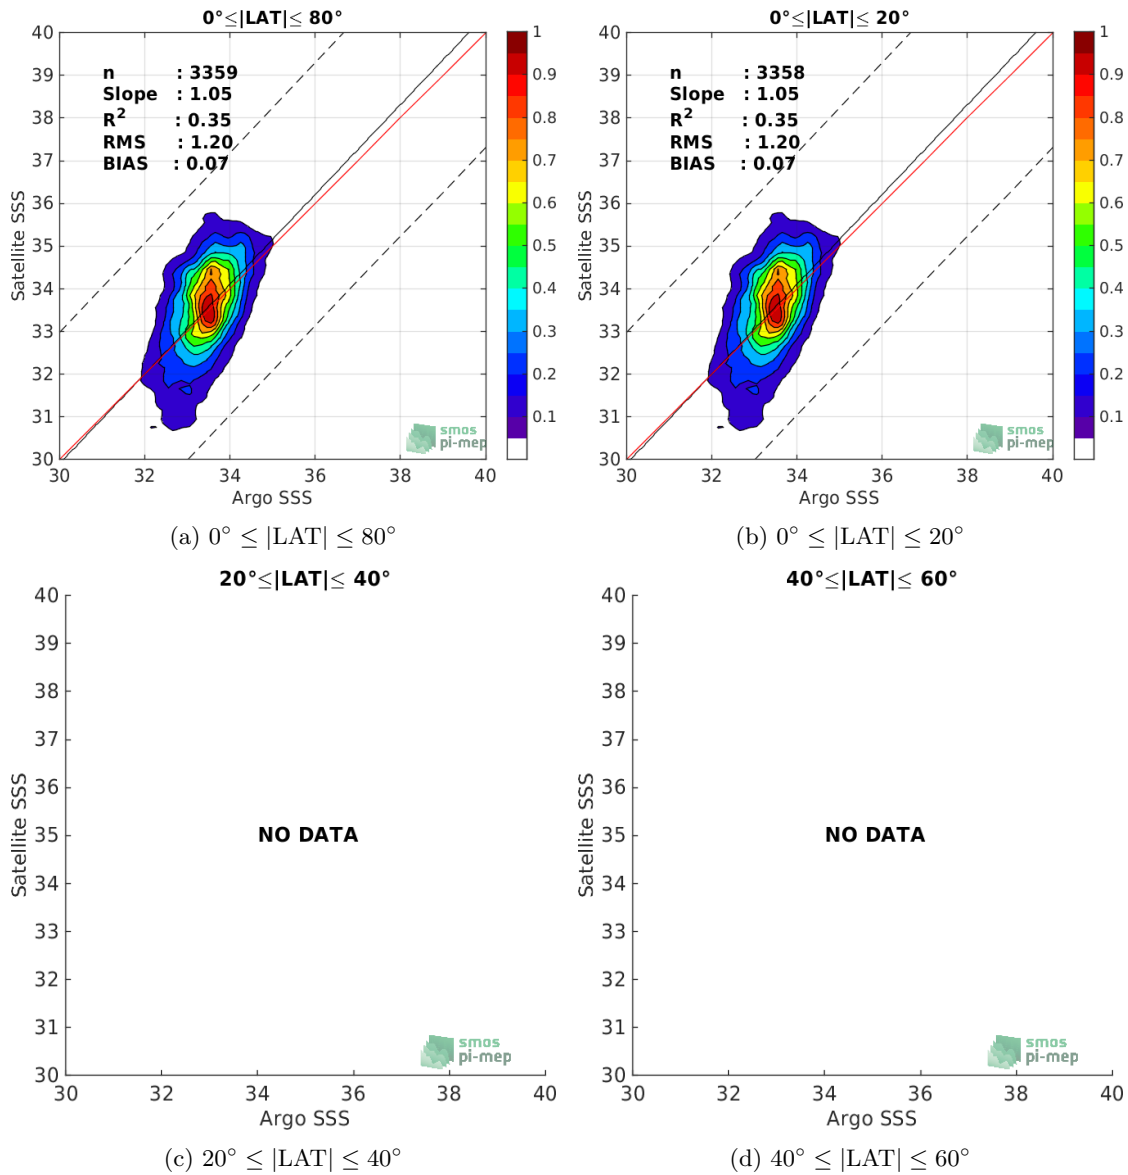 0°≤|LAT|≤ 80°
40
39
38
37
36
35
34
33
32
31
30
Satellite SSS
n : 3359
Slope : 1.05
R² : 0.35
RMS : 1.20
BIAS : 0.07
smos
pi-mep
30 32 34 36 38 40
Argo SSS
1
0.9
0.8
0.7
0.6
0.5
0.4
0.3
0.2
0.1
(a) 0° ≤ |LAT| ≤ 80°
0°≤|LAT|≤ 20°
40
39
38
37
36
35
34
33
32
31
30
Satellite SSS
n : 3358
Slope : 1.05
R² : 0.35
RMS : 1.20
BIAS : 0.07
smos
pi-mep
30 32 34 36 38 40
Argo SSS
1
0.9
0.8
0.7
0.6
0.5
0.4
0.3
0.2
0.1
(b) 0° ≤ |LAT| ≤ 20°
20°≤|LAT|≤ 40°
40
39
38
37
36
35
34
33
32
31
30
Satellite SSS
NO DATA
smos
pi-mep
30 32 34 36 38 40
Argo SSS
(c) 20° ≤ |LAT| ≤ 40°
40°≤|LAT|≤ 60°
40
39
38
37
36
35
34
33
32
31
30
Satellite SSS
NO DATA
smos
pi-mep
30 32 34 36 38 40
Argo SSS
(d) 40° ≤ |LAT| ≤ 60°